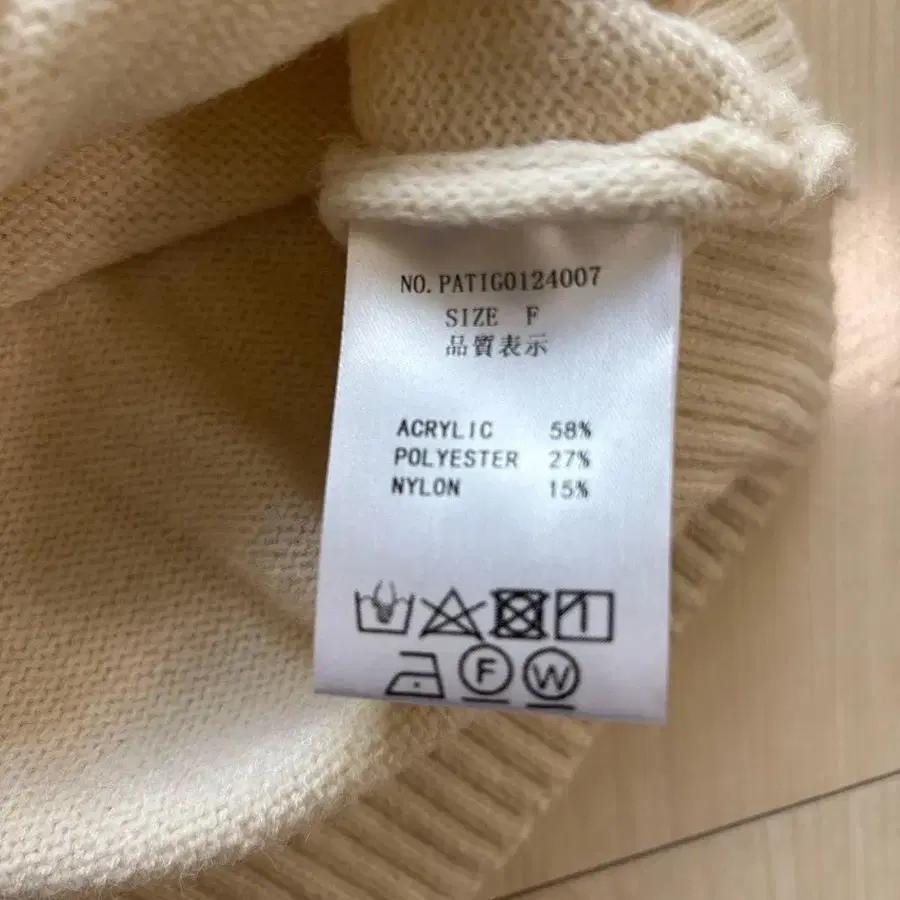 NO. PATIG0124007
SIZE F
品質表示
ACRYLIC 58%
POLYESTER 27%
NYLON 15%
F W